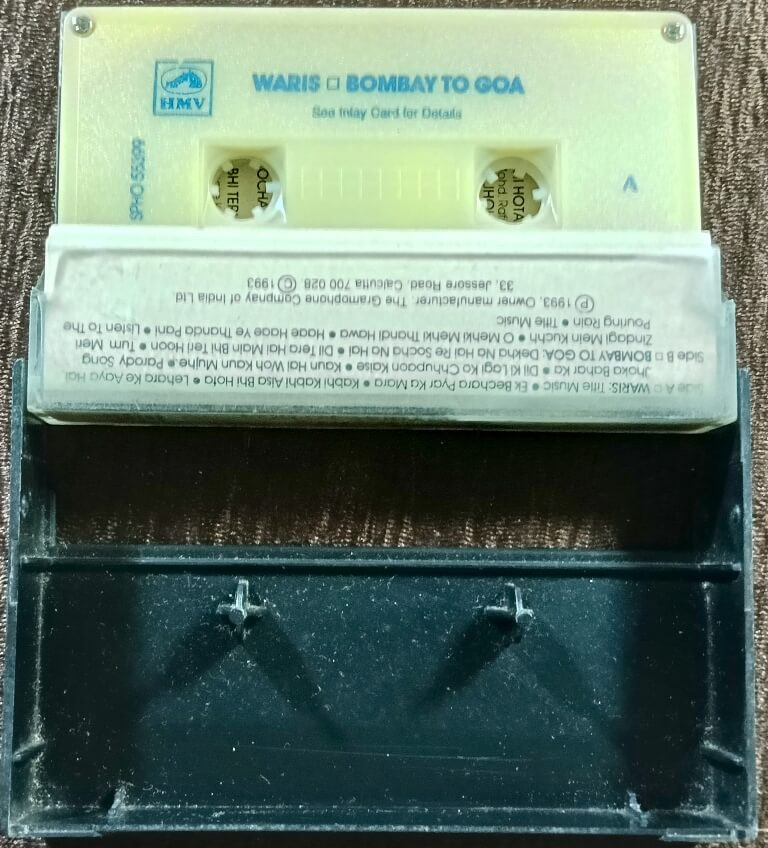 HMV
WARIS □ BOMBAY TO GOA
See Inlay Card for Details
SPHO 55299
A
Side A □ WARIS: Title Music • Ek Bechara Pyar Ka Mara • Kabhi Kabhi Aisa Bhi Hota • Lehara Ke Aaya Hai
Jhoka Bahar Ka • Dil Ki Lagi Ko Chhupaoon Kaise • Kaun Hai Woh Kaun Mujhe • Parody Song
Side B □ BOMBAY TO GOA: Dekha Na Hai Re Socha Na Hai • Dil Tera Hai Main Bhi Teri Hoon • Tum Meri
Zindagi Mein Kuchh • O Mehki Mehki Thandi Hawa • Haae Haae Ye Thanda Pani • Listen To The
Pouring Rain • Title Music
Ⓟ 1993. Owner manufacturer. The Gramophone Compnay of India Ltd
33, Jessore Road, Calcutta 700 028. Ⓒ 1993